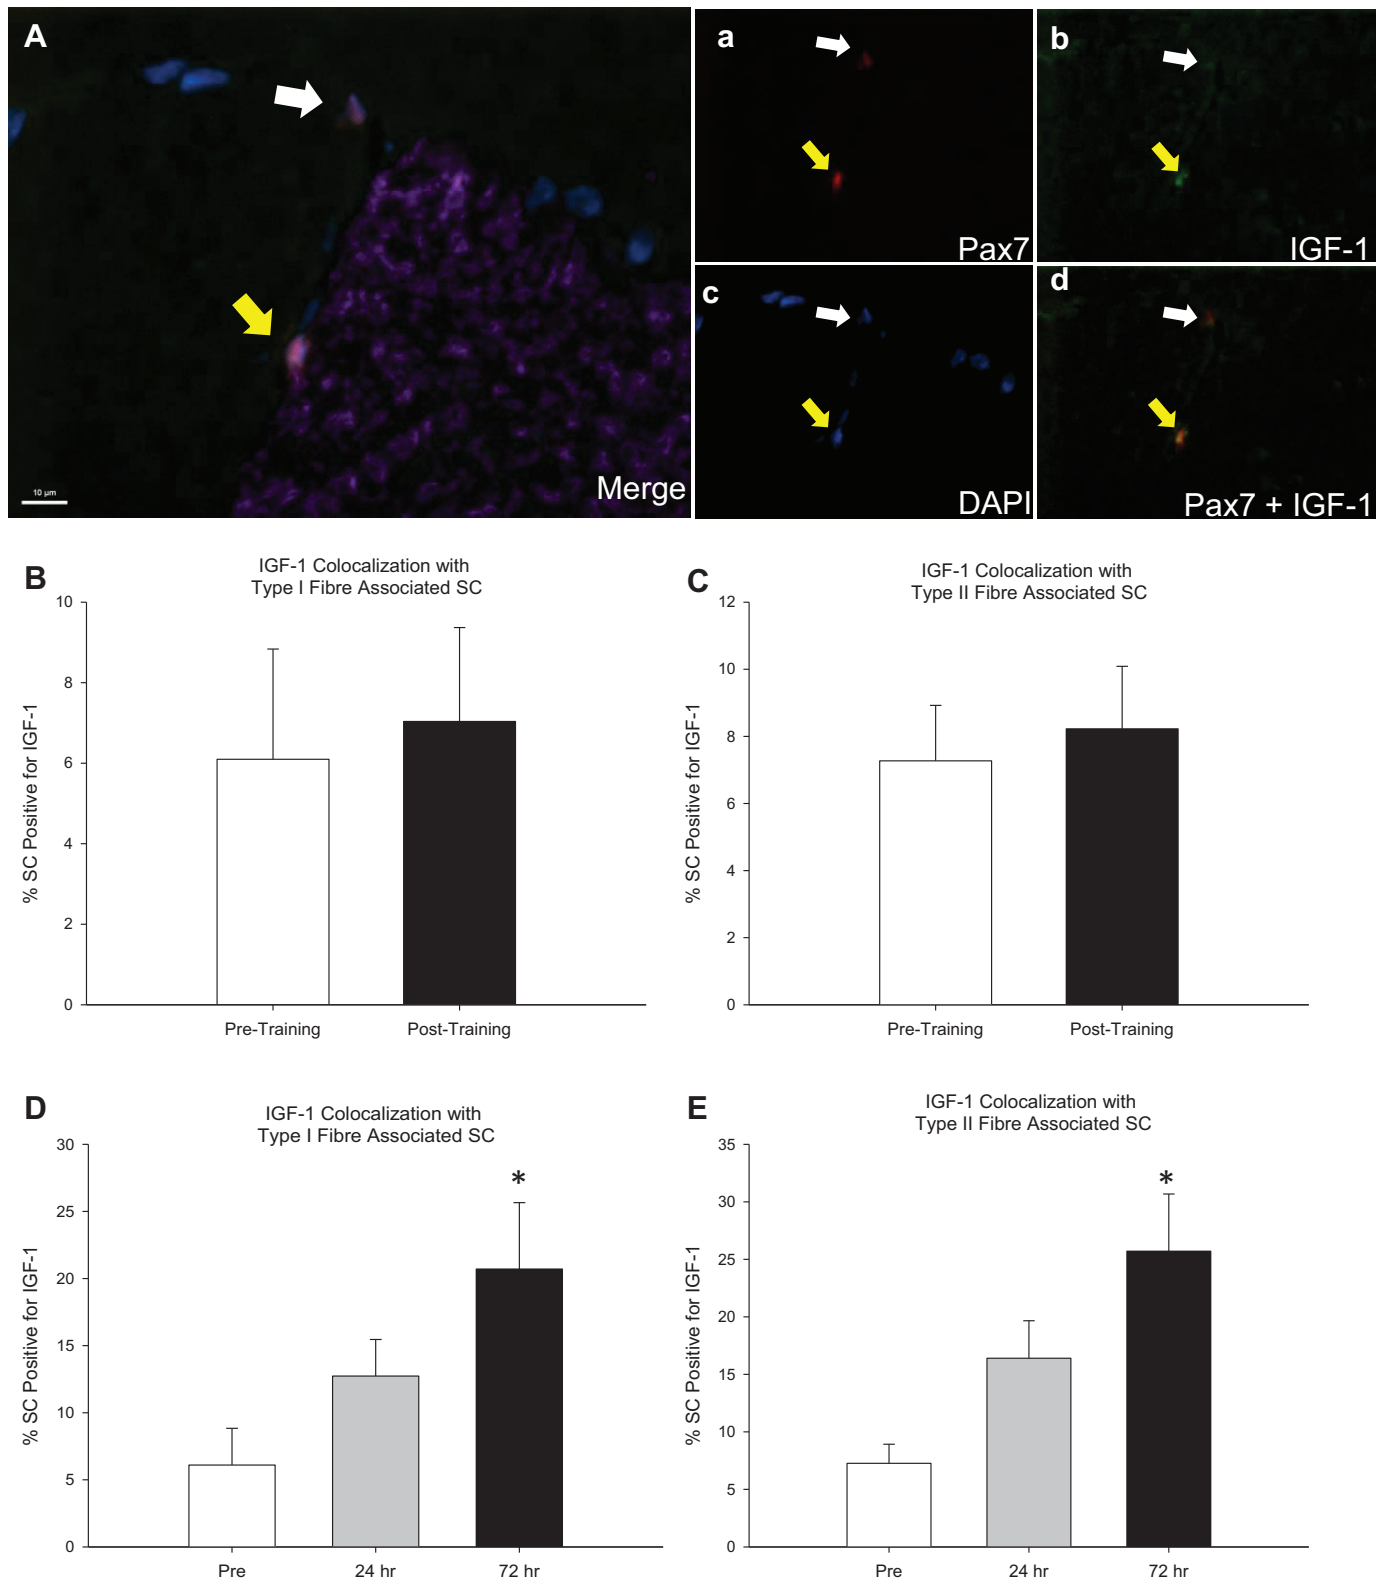 A
Merge
10 µm
a
Pax7
b
IGF-1
c
DAPI
d
Pax7 + IGF-1
B
IGF-1 Colocalization with
Type I Fibre Associated SC
% SC Positive for IGF-1
10
8
6
4
2
0
Pre-Training
Post-Training
C
IGF-1 Colocalization with
Type II Fibre Associated SC
% SC Positive for IGF-1
12
10
8
6
4
2
0
Pre-Training
Post-Training
D
IGF-1 Colocalization with
Type I Fibre Associated SC
% SC Positive for IGF-1
30
25
20
15
10
5
0
*
Pre
24 hr
72 hr
E
IGF-1 Colocalization with
Type II Fibre Associated SC
% SC Positive for IGF-1
35
30
25
20
15
10
5
0
*
Pre
24 hr
72 hr